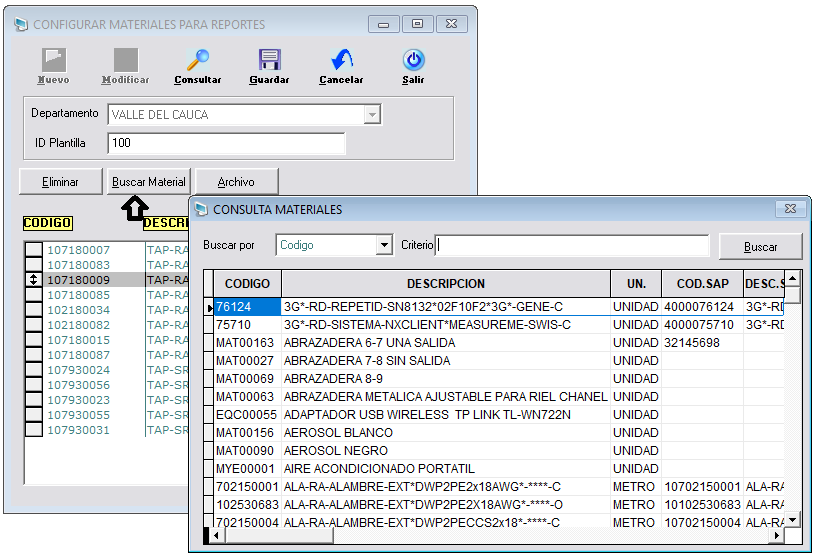 CONFIGURAR MATERIALES PARA REPORTES
Nuevo Modificar Consultar Guardar Cancelar Salir
Departamento VALLE DEL CAUCA
ID Plantilla 100
Eliminar Buscar Material Archivo
CODIGO DESCRI
107180007 TAP-RA
107180083 TAP-RA
107180009 TAP-RA
107180085 TAP-RA
102180034 TAP-RA
102180082 TAP-RA
107180015 TAP-RA
107180087 TAP-RA
107930024 TAP-SR
107930056 TAP-SR
107930023 TAP-SR
107930055 TAP-SR
107930031 TAP-SR
CONSULTA MATERIALES
Buscar por Codigo Criterio Buscar
CODIGO DESCRIPCION UN. COD.SAP DESC.S
76124 3G*-RD-REPETID-SN8132*02F10F2*3G*-GENE-C UNIDAD 4000076124 3G*-RD
75710 3G*-RD-SISTEMA-NXCLIENT*MEASUREME-SWIS-C UNIDAD 4000075710 3G*-RD
MAT00163 ABRAZADERA 6-7 UNA SALIDA UNIDAD 32145698
MAT00027 ABRAZADERA 7-8 SIN SALIDA UNIDAD
MAT00069 ABRAZADERA 8-9 UNIDAD
MAT00063 ABRAZADERA METALICA AJUSTABLE PARA RIEL CHANEL UNIDAD
EQC00055 ADAPTADOR USB WIRELESS TP LINK TL-WN722N UNIDAD
MAT00156 AEROSOL BLANCO UNIDAD
MAT00090 AEROSOL NEGRO UNIDAD
MYE00001 AIRE ACONDICIONADO PORTATIL UNIDAD
702150001 ALA-RA-ALAMBRE-EXT*DWP2PE2x18AWG*-****-C METRO 10702150001 ALA-RA
102530683 ALA-RA-ALAMBRE-EXT*DWP2PE2X18AWG*-****-O METRO 10102530683 ALA-RA
702150004 ALA-RA-ALAMBRE-EXT*DWP2PECCS2x18*-****-C METRO 10702150004 ALA-RA